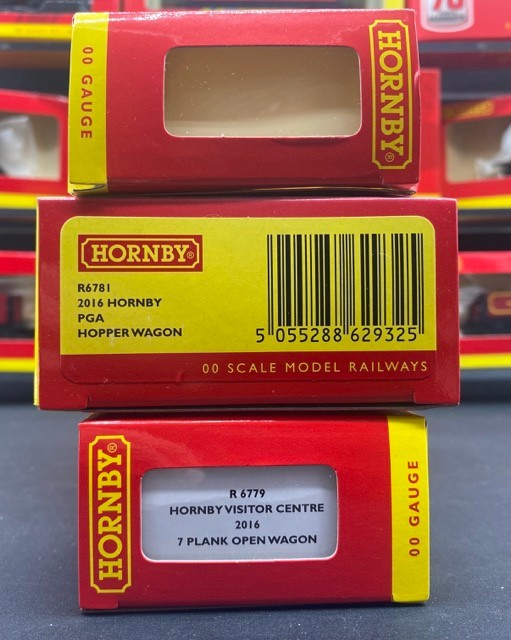 70
00 GAUGE
HORNBY®
HORNBY®
R6781
2016 HORNBY
PGA
HOPPER WAGON
5 055288 629325
00 SCALE MODEL RAILWAYS
HORNBY®
R 6779
HORNBY VISITOR CENTRE
2016
7 PLANK OPEN WAGON
00 GAUGE